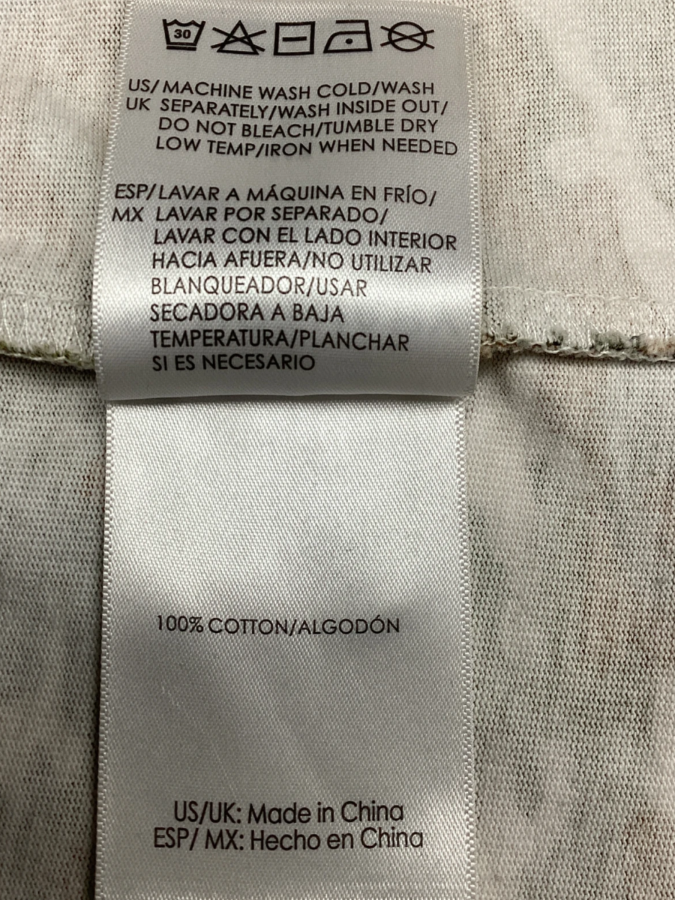 30
US/ MACHINE WASH COLD/WASH
UK SEPARATELY/WASH INSIDE OUT/
DO NOT BLEACH/TUMBLE DRY
LOW TEMP/IRON WHEN NEEDED
ESP/ LAVAR A MÁQUINA EN FRÍO/
MX LAVAR POR SEPARADO/
LAVAR CON EL LADO INTERIOR
HACIA AFUERA/NO UTILIZAR
BLANQUEADOR/USAR
SECADORA A BAJA
TEMPERATURA/PLANCHAR
SI ES NECESARIO
100% COTTON/ALGODÓN
US/UK: Made in China
ESP/ MX: Hecho en China